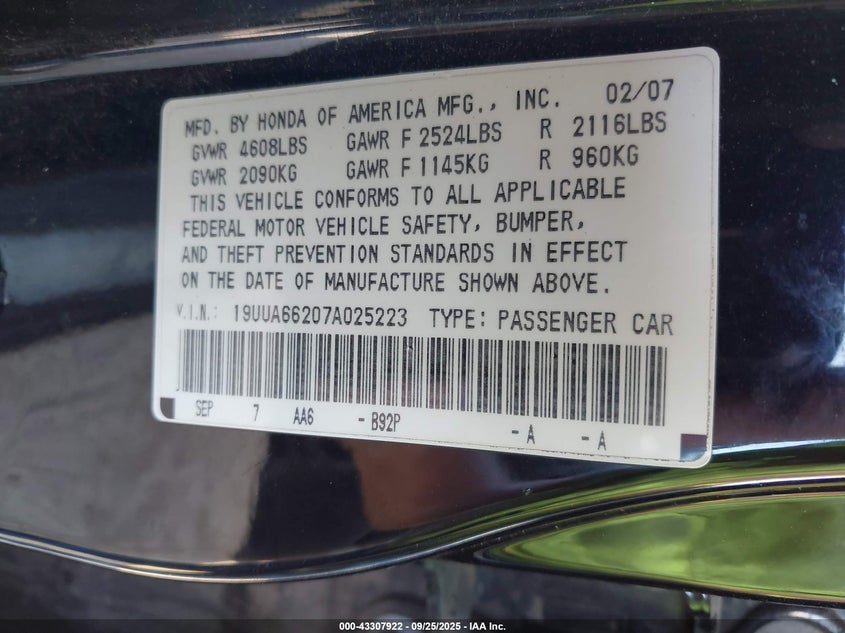 MFD. BY HONDA OF AMERICA MFG., INC. 02/07
GVWR 4608LBS GAWR F 2524LBS R 2116LBS
GVWR 2090KG GAWR F 1145KG R 960KG
THIS VEHICLE CONFORMS TO ALL APPLICABLE
FEDERAL MOTOR VEHICLE SAFETY, BUMPER,
AND THEFT PREVENTION STANDARDS IN EFFECT
ON THE DATE OF MANUFACTURE SHOWN ABOVE.
V.I.N.: 19UUA66207A025223 TYPE: PASSENGER CAR
SEP 7 AA6 - B92P - A - A
000-43307922 - 09/25/2025 - IAA Inc.